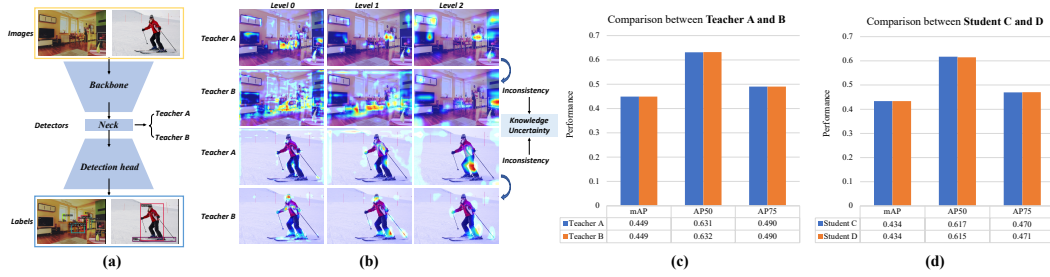 Images
Backbone
Detectors
Neck
Teacher A
Teacher B
Detection head
Labels
(a)
Level 0
Level 1
Level 2
Teacher A
Teacher B
Teacher A
Teacher B
Inconsistency
Knowledge
Uncertainty
Inconsistency
(b)
Comparison between Teacher A and B
Performance
0.7
0.6
0.5
0.4
0.3
0.2
0.1
0
mAP AP50 AP75
Teacher A 0.449 0.631 0.490
Teacher B 0.449 0.632 0.490
(c)
Comparison between Student C and D
Performance
0.7
0.6
0.5
0.4
0.3
0.2
0.1
0
mAP AP50 AP75
Student C 0.434 0.617 0.470
Student D 0.434 0.615 0.471
(d)